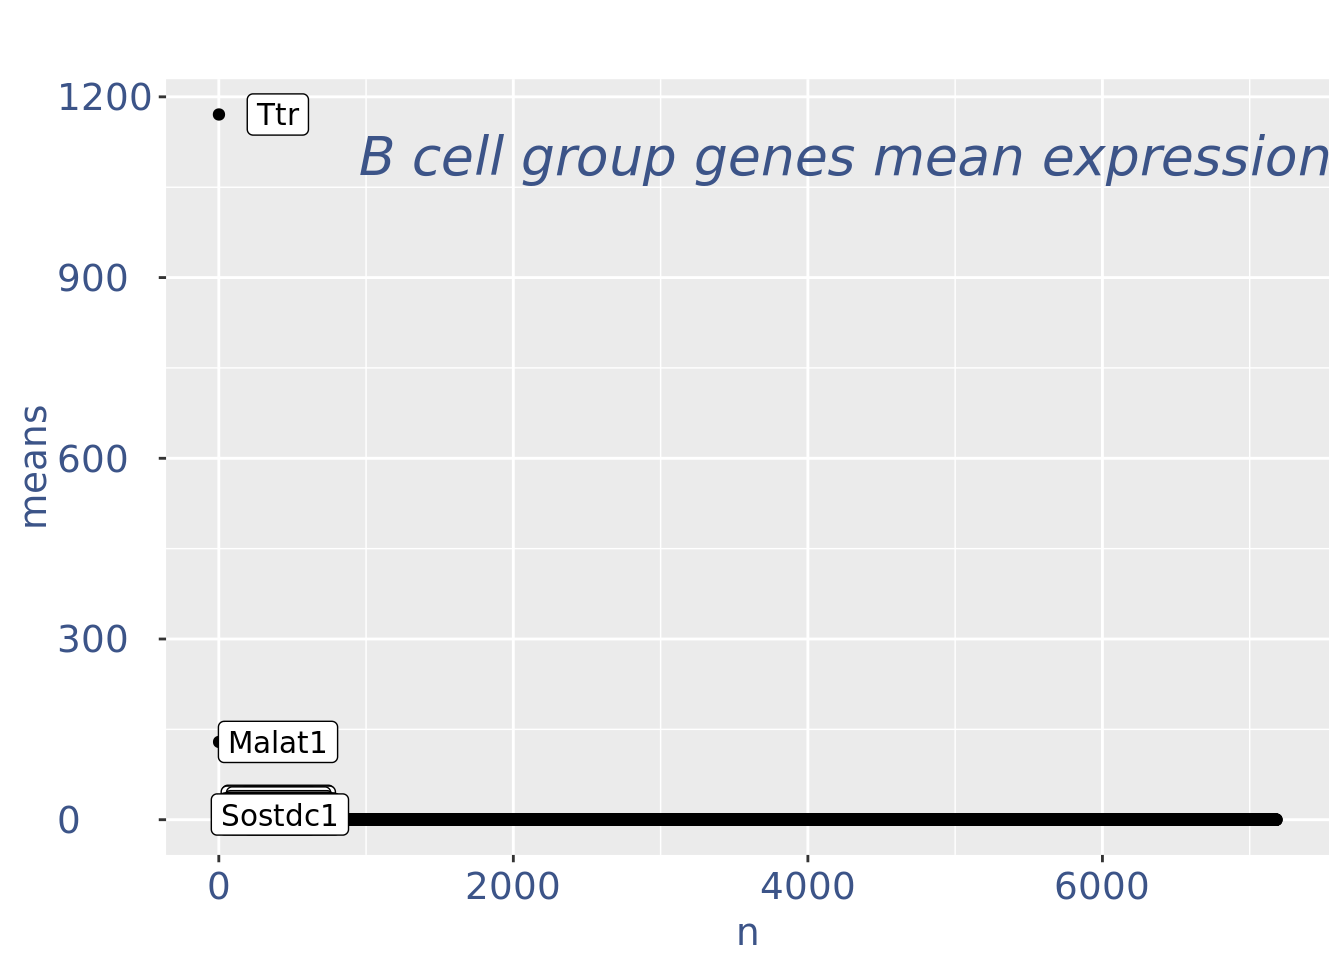 1200
Ttr
B cell group genes mean expression
900
means
600
300
Malat1
Sostdc1
0
0 2000 4000 6000
n